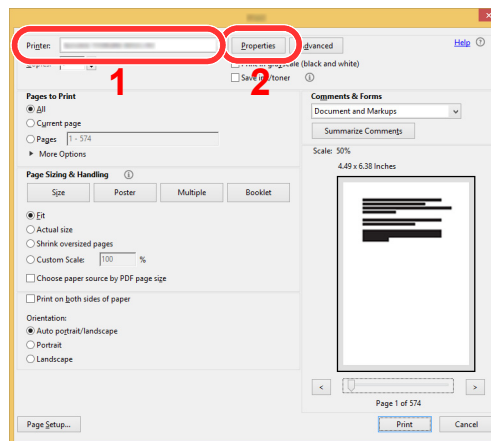 Printer:
Properties
Advanced
Help
Copies:
Print in grayscale (black and white)
1
2
Save ink/toner
Pages to Print
All
Current page
Pages
1 - 574
More Options
Page Sizing & Handling
Size
Poster
Multiple
Booklet
Fit
Actual size
Shrink oversized pages
Custom Scale:
100
%
Choose paper source by PDF page size
Print on both sides of paper
Orientation:
Auto portrait/landscape
Portrait
Landscape
Comments & Forms
Document and Markups
Summarize Comments
Scale: 50%
4.49 x 6.38 Inches
<
>
Page 1 of 574
Page Setup...
Print
Cancel